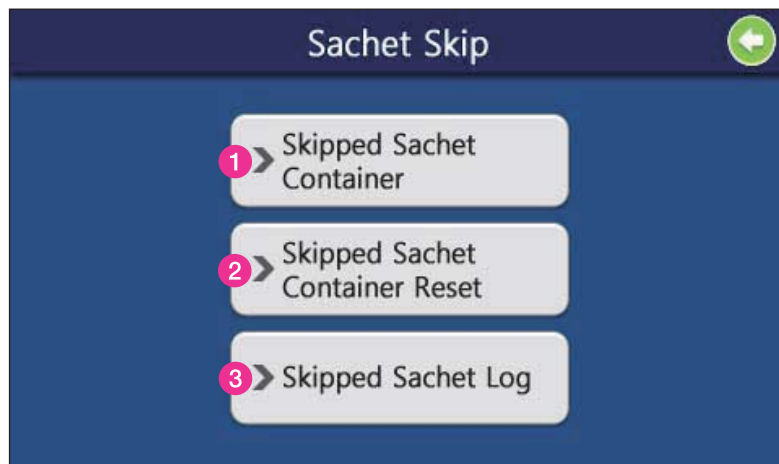 Sachet Skip
1 Skipped Sachet
Container
2 Skipped Sachet
Container Reset
3 Skipped Sachet Log